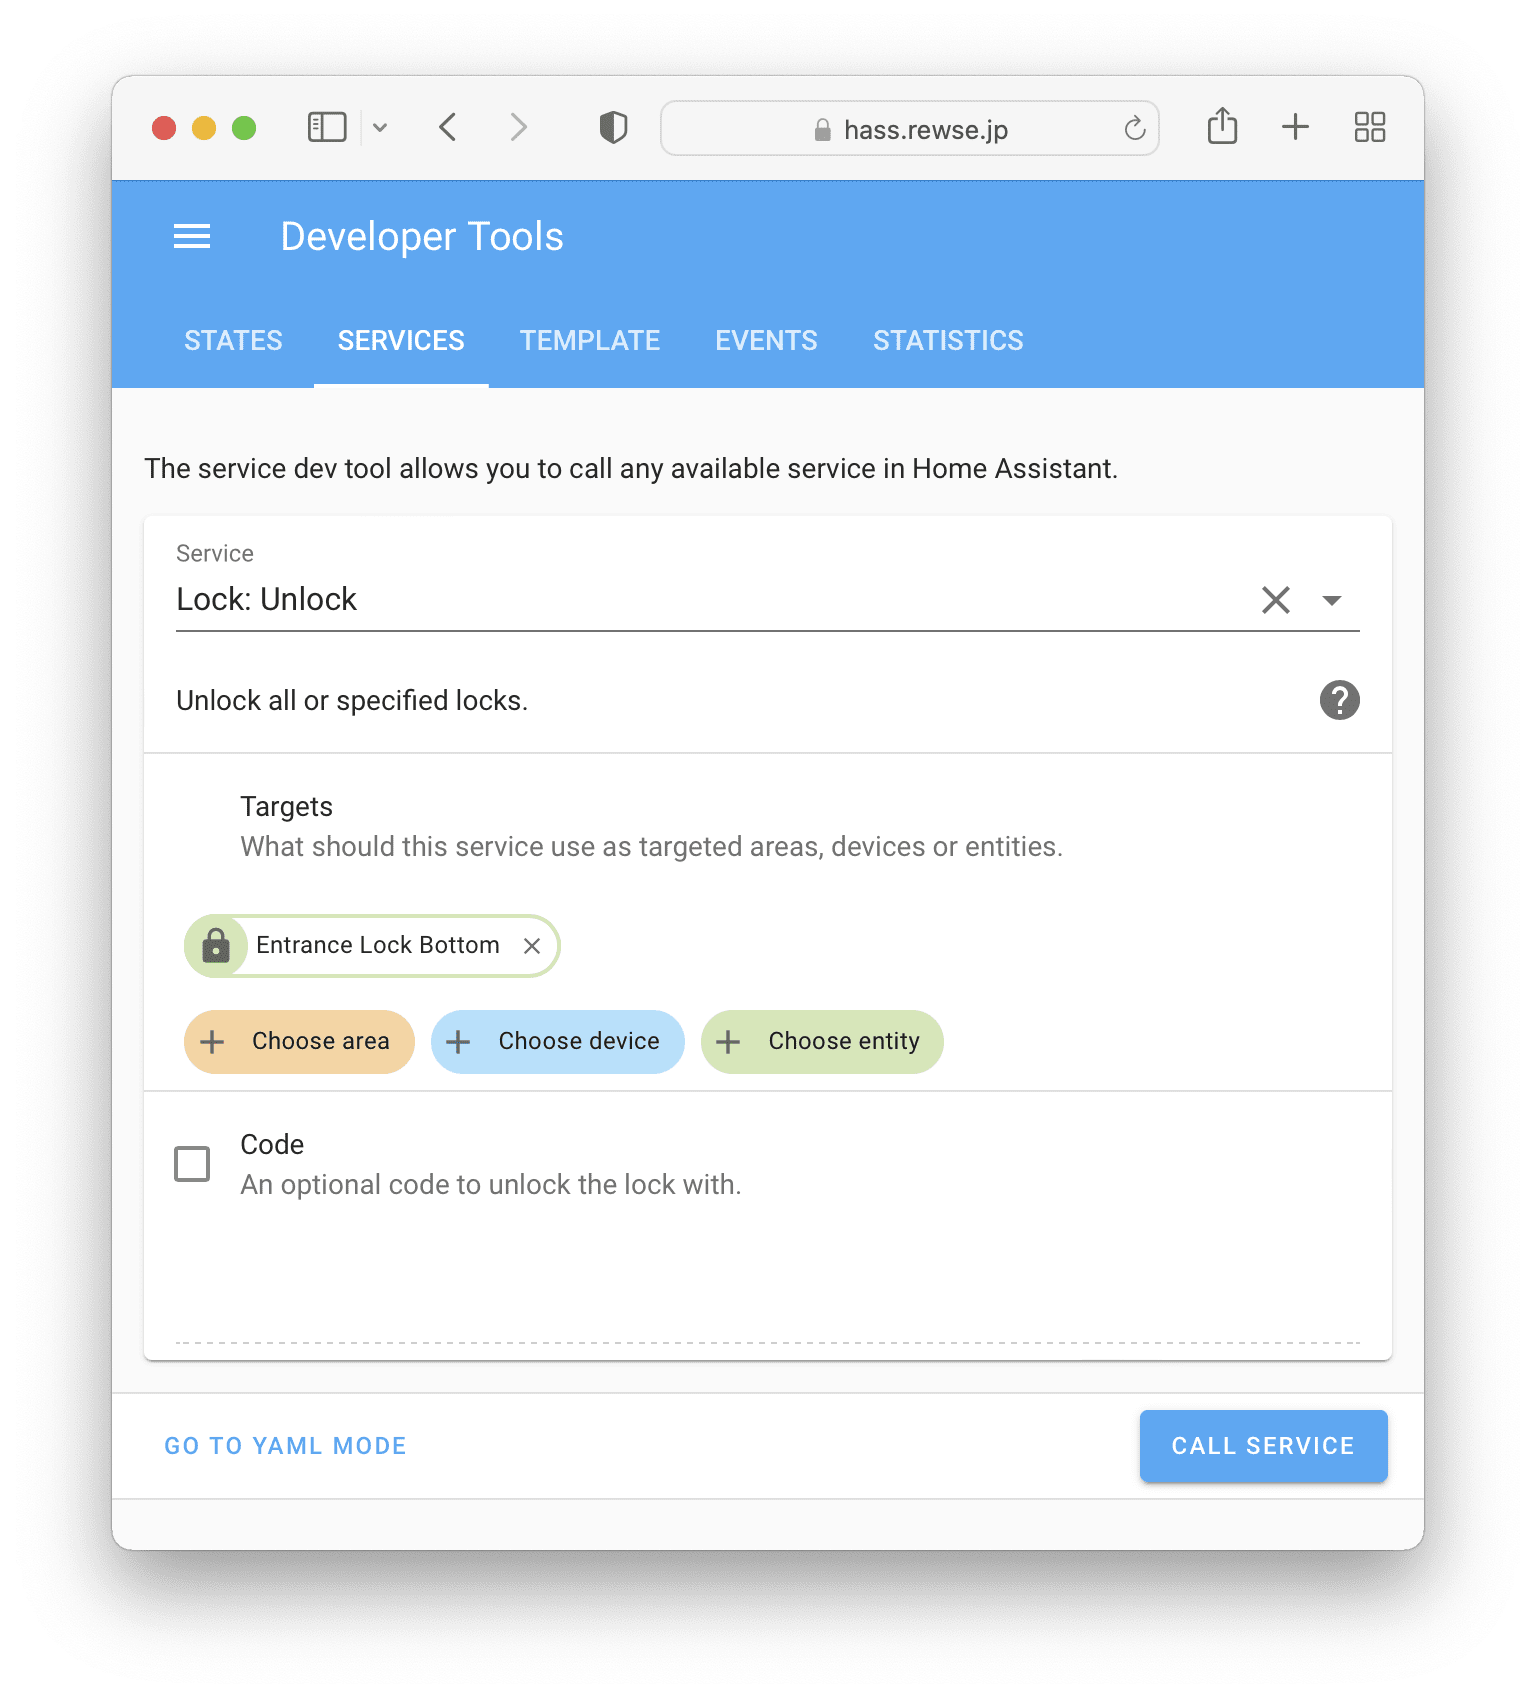 hass.rewse.jp
Developer Tools
STATES SERVICES TEMPLATE EVENTS STATISTICS
The service dev tool allows you to call any available service in Home Assistant.
Service
Lock: Unlock
Unlock all or specified locks.
Targets
What should this service use as targeted areas, devices or entities.
Entrance Lock Bottom
Choose area Choose device Choose entity
Code
An optional code to unlock the lock with.
GO TO YAML MODE CALL SERVICE